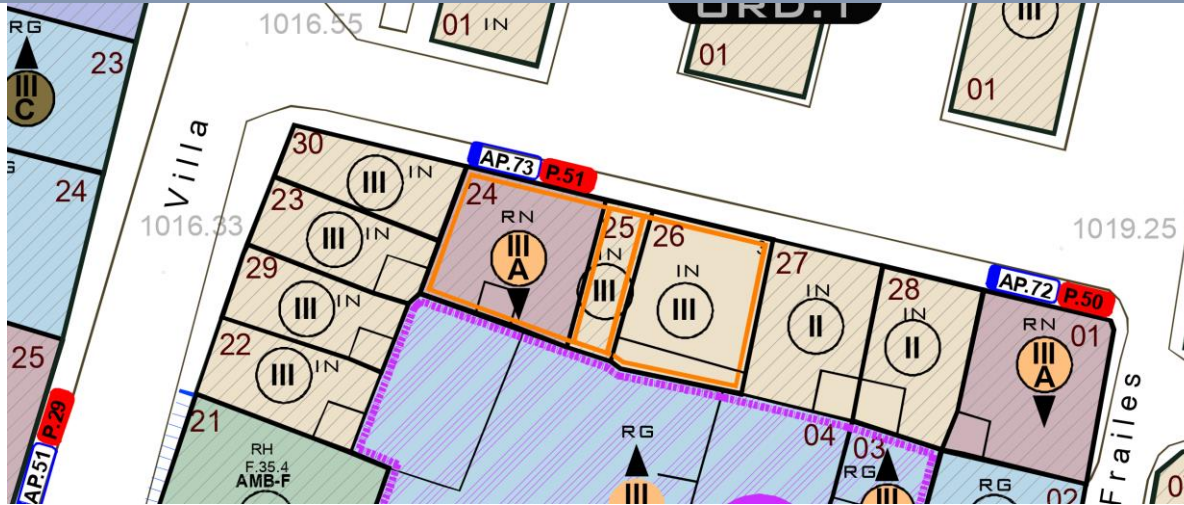 RG
23
III
C
24
25
AP.51 P.29
1016.55
01 IN
01
III
01
Villa
1016.33
1019.25
30
III IN
23
III IN
29
III IN
22
III IN
21
RH
F.35.4
AMB-F
AP.73 P.51
24
RN
III
A
25
IN
III
26
IN
III
27
IN
II
28
IN
II
AP.72 P.50
RN 01
III
A
Frailes
RG
III
04
03
RG
III
RG
02